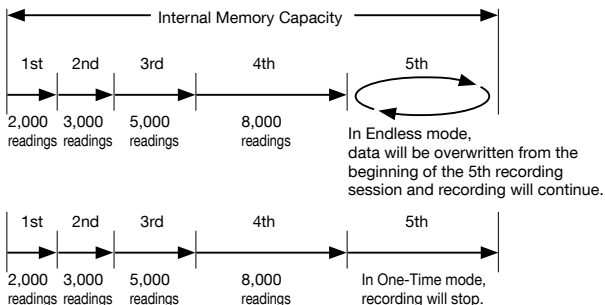 Internal Memory Capacity
1st 2nd 3rd 4th 5th
2,000 3,000 5,000 8,000
readings readings readings readings
In Endless mode,
data will be overwritten from the
beginning of the 5th recording
session and recording will continue.
1st 2nd 3rd 4th 5th
2,000 3,000 5,000 8,000 In One-Time mode,
readings readings readings readings recording will stop.